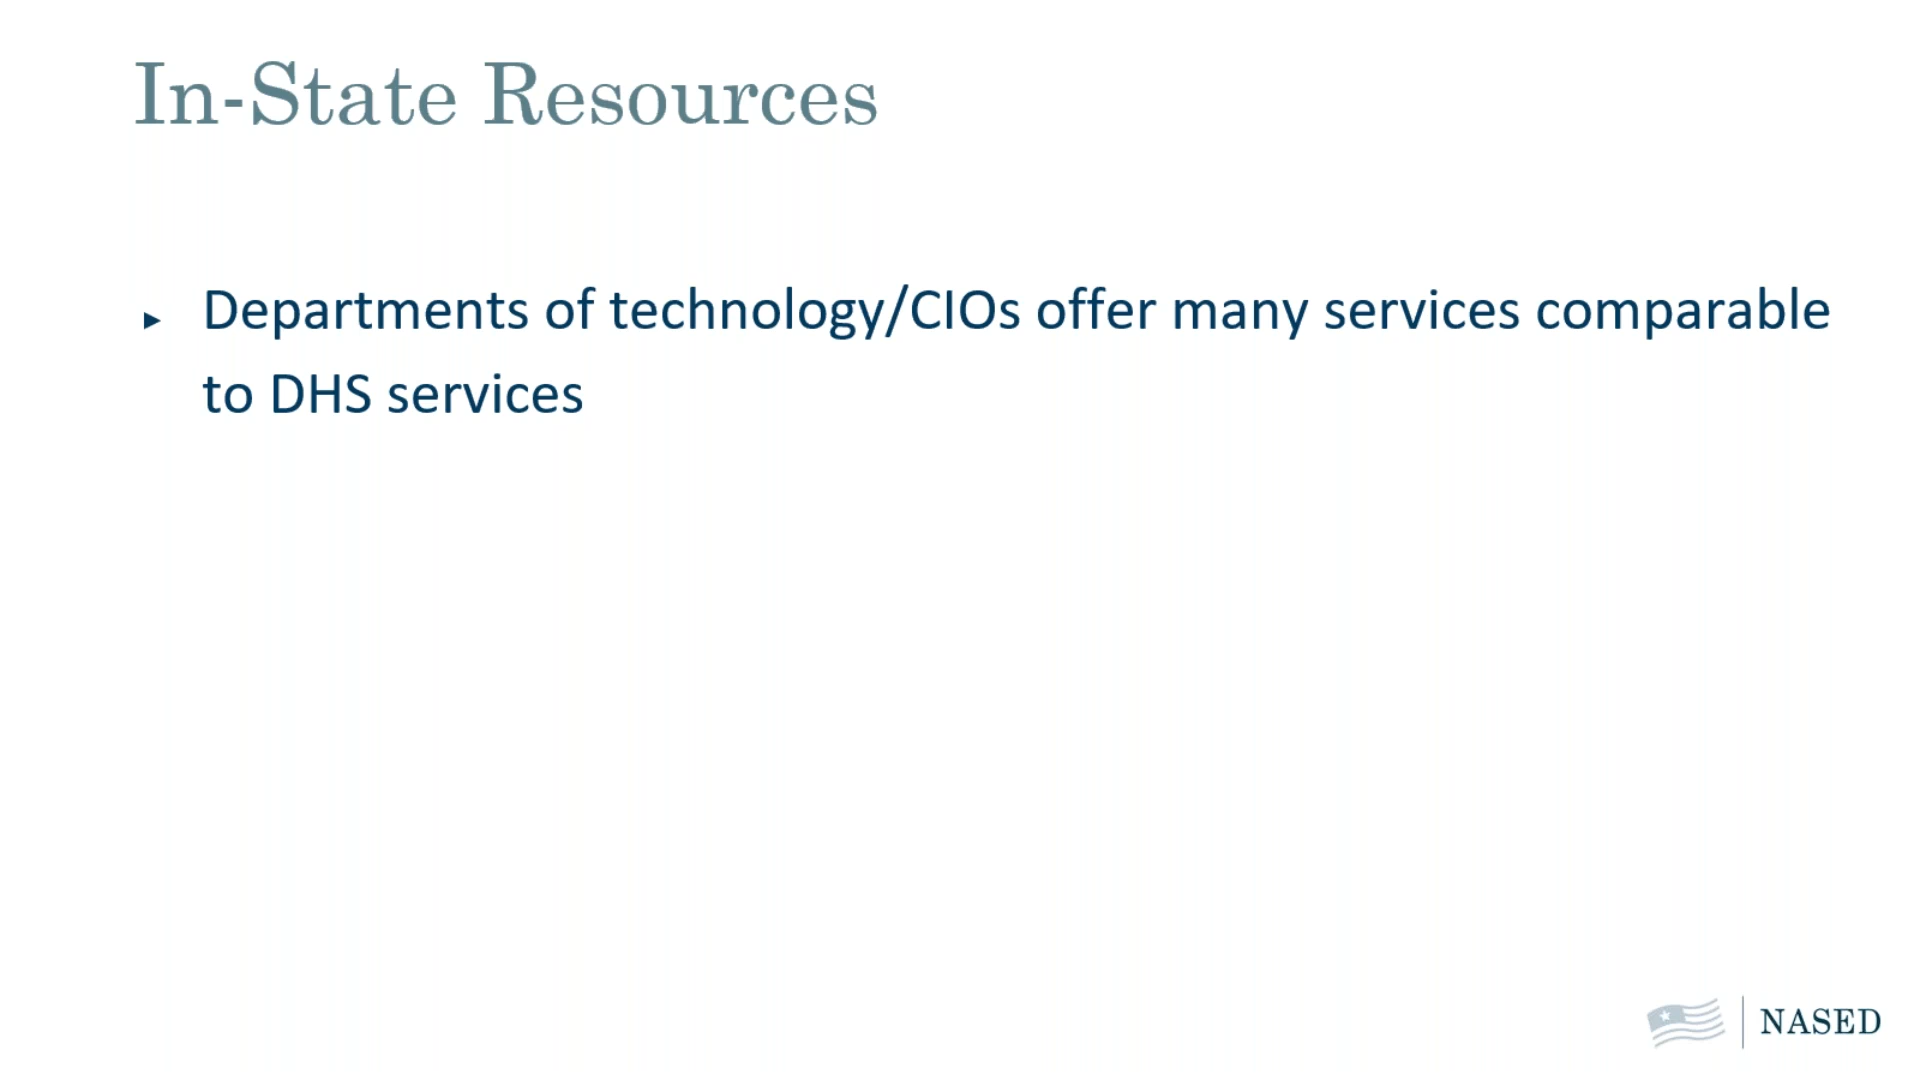 In-State Resources
▸ Departments of technology/CIOs offer many services comparable
to DHS services
NASED